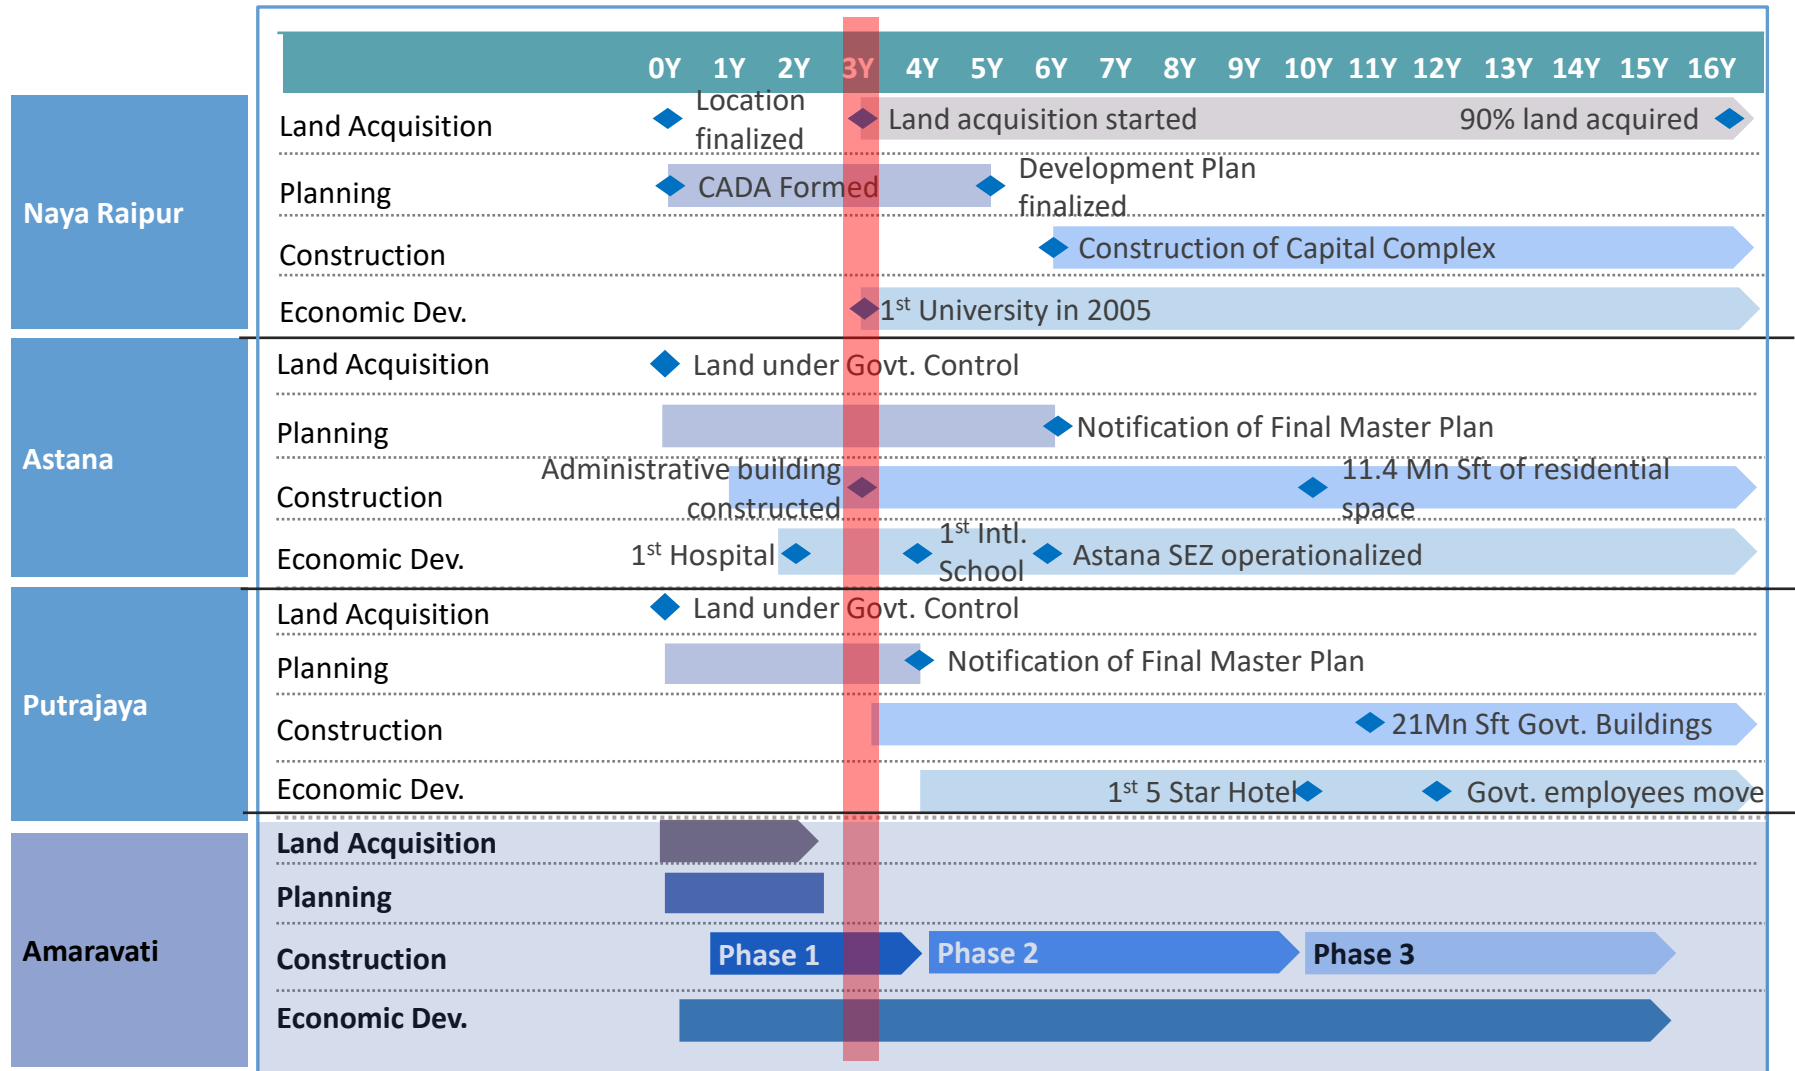 0Y 1Y 2Y 3Y 4Y 5Y 6Y 7Y 8Y 9Y 10Y 11Y 12Y 13Y 14Y 15Y 16Y
Naya Raipur
Land Acquisition
Location
finalized
Land acquisition started
90% land acquired
Planning
CADA Formed
Development Plan
finalized
Construction
Construction of Capital Complex
Economic Dev.
1st University in 2005
Astana
Land Acquisition
Land under Govt. Control
Planning
Notification of Final Master Plan
Construction
Administrative building
constructed
11.4 Mn Sft of residential
space
Economic Dev.
1st Hospital
1st Intl.
School
Astana SEZ operationalized
Putrajaya
Land Acquisition
Land under Govt. Control
Planning
Notification of Final Master Plan
Construction
21Mn Sft Govt. Buildings
Economic Dev.
1st 5 Star Hotel
Govt. employees move
Amaravati
Land Acquisition
Planning
Construction
Phase 1
Phase 2
Phase 3
Economic Dev.